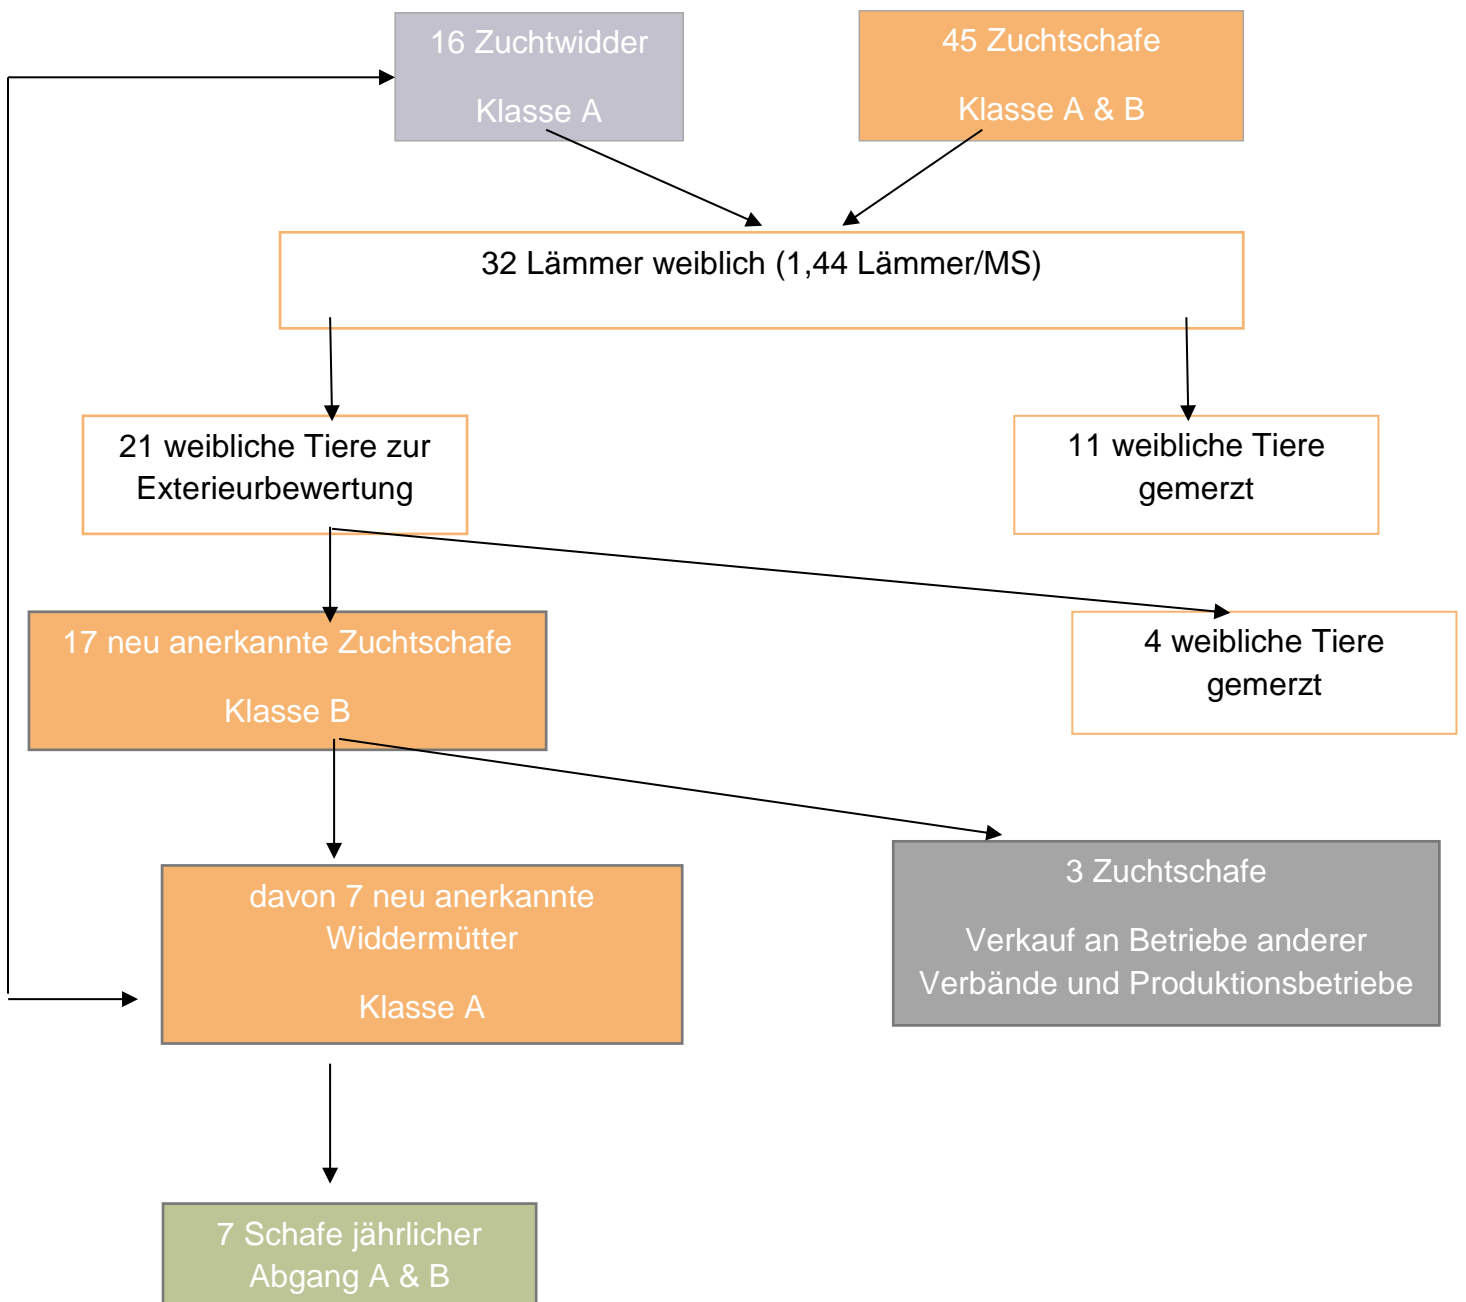 16 Zuchtwidder
Klasse A
45 Zuchtschafe
Klasse A & B
32 Lämmer weiblich (1,44 Lämmer/MS)
21 weibliche Tiere zur
Exterieurbewertung
11 weibliche Tiere
gemerzt
17 neu anerkannte Zuchtschafe
Klasse B
4 weibliche Tiere
gemerzt
davon 7 neu anerkannte
Widdermütter
Klasse A
3 Zuchtschafe
Verkauf an Betriebe anderer
Verbände und Produktionsbetriebe
7 Schafe jährlicher
Abgang A & B